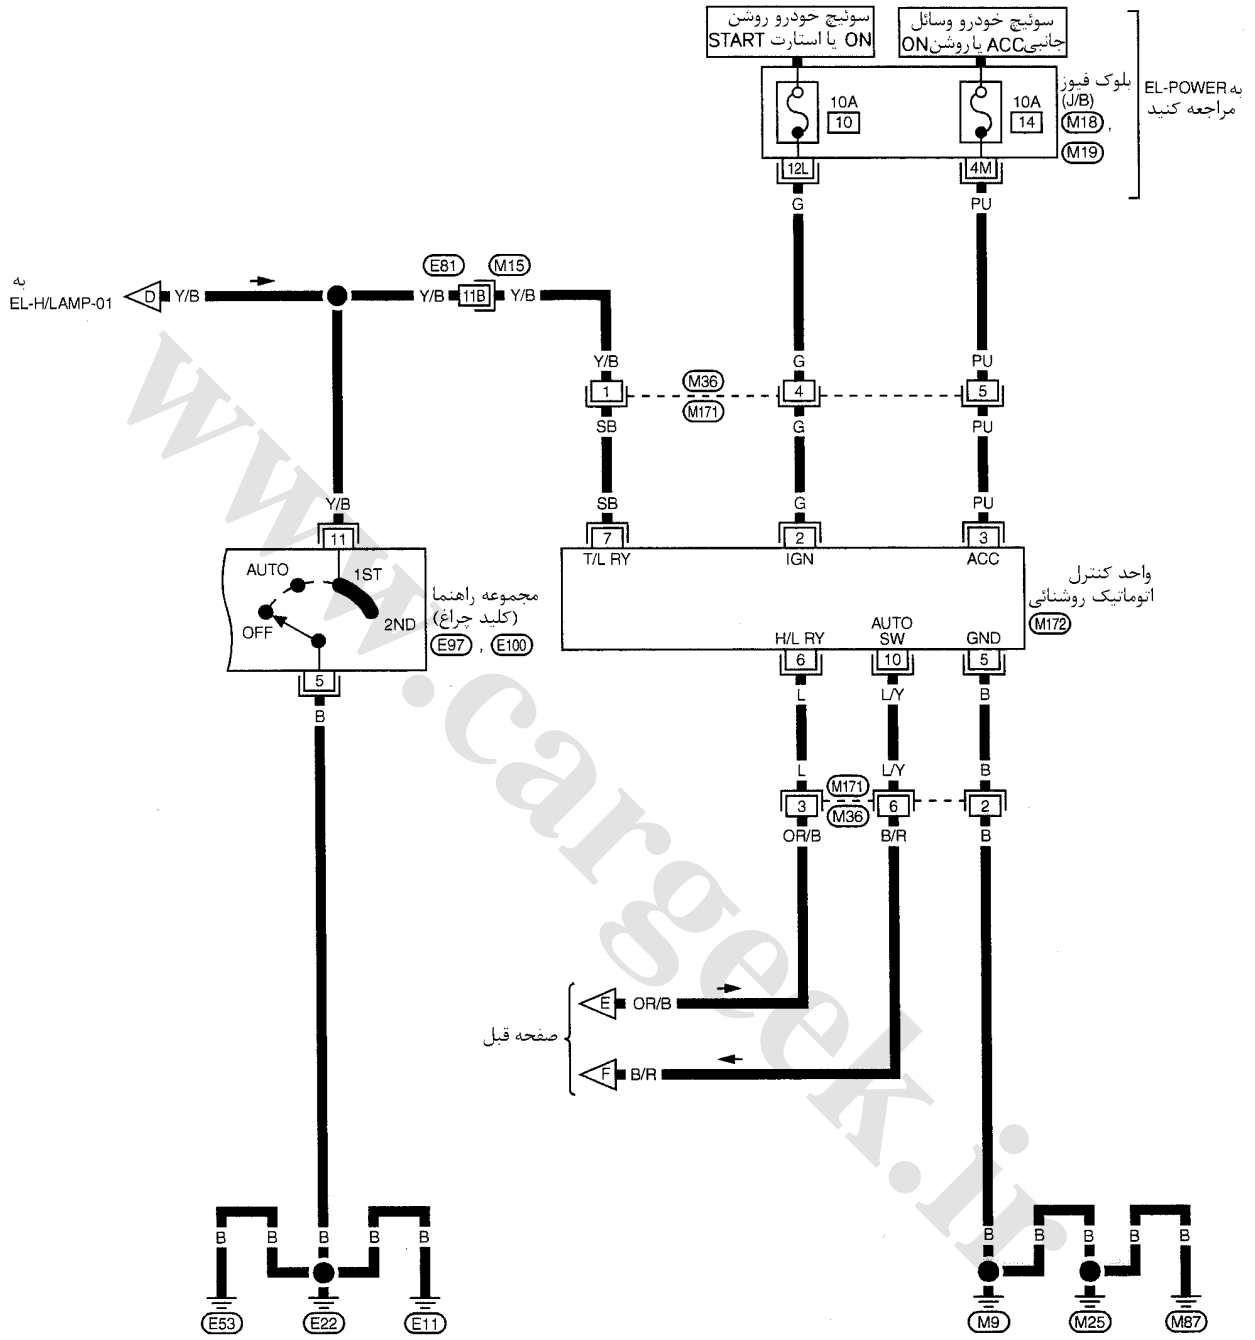 سوئیچ خودرو روشن
ON یا استارت START
سوئیچ خودرو وسائل
جانبی ACC یا روشن ON
10A
10
10A
14
بلوک فیوز
(J/B)
M18 ,
M19
به EL-POWER
مراجعه کنید
12L
4M
G
PU
E81
M15
به
EL-H/LAMP-01
D
Y/B
Y/B
11B
Y/B
Y/B
G
PU
1
M36
M171
4
5
SB
G
PU
Y/B
SB
G
PU
11
7
2
3
T/L RY
IGN
ACC
AUTO
1ST
OFF
2ND
مجموعه راهنما
(کلید چراغ)
E97 , E100
واحد کنترل
اتوماتیک روشنائی
M172
H/L RY
AUTO
SW
GND
5
6
10
5
B
L
L/Y
B
L
L/Y
B
3
M171
M36
6
2
OR/B
B/R
B
صفحه قبل
E
OR/B
F
B/R
B
B
B
B
B
B
B
B
B
B
E53
E22
E11
M9
M25
M87
www.cargeek.ir